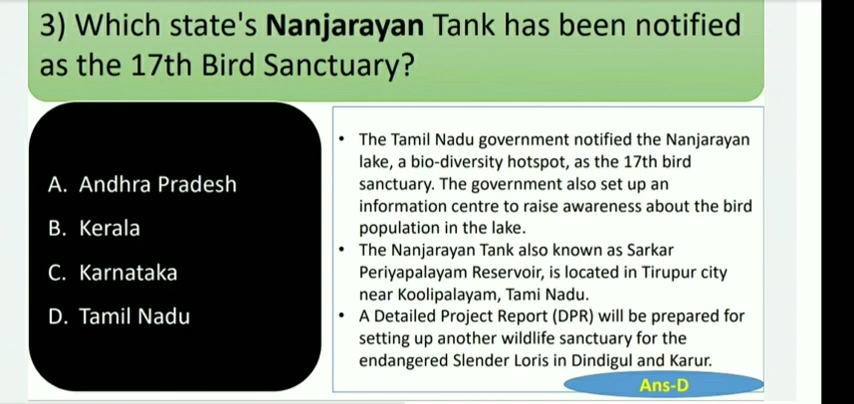 3) Which state's Nanjarayan Tank has been notified
as the 17th Bird Sanctuary?
A. Andhra Pradesh
B. Kerala
C. Karnataka
D. Tamil Nadu
• The Tamil Nadu government notified the Nanjarayan
lake, a bio-diversity hotspot, as the 17th bird
sanctuary. The government also set up an
information centre to raise awareness about the bird
population in the lake.
• The Nanjarayan Tank also known as Sarkar
Periyapalayam Reservoir, is located in Tirupur city
near Koolipalayam, Tami Nadu.
• A Detailed Project Report (DPR) will be prepared for
setting up another wildlife sanctuary for the
endangered Slender Loris in Dindigul and Karur.
Ans-D